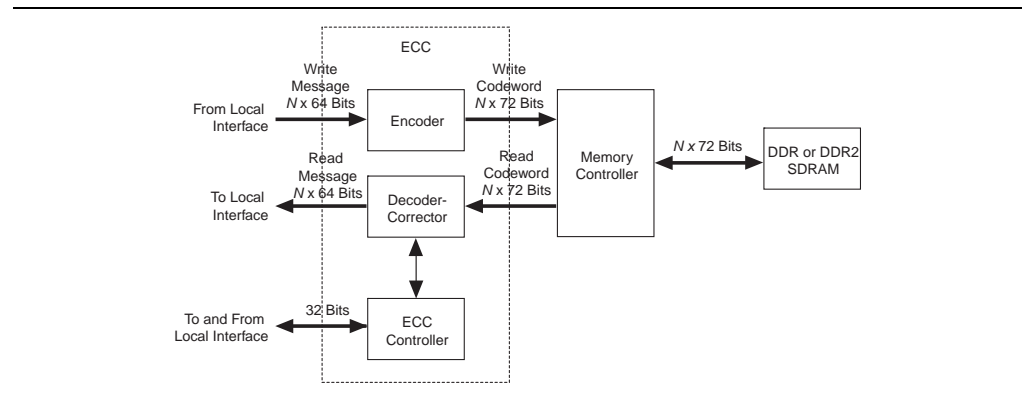 ECC
Write
Message
N x 64 Bits
Write
Codeword
N x 72 Bits
From Local
Interface
Encoder
Memory
Controller
N x 72 Bits
DDR or DDR2
SDRAM
Read
Message
N x 64 Bits
Read
Codeword
N x 72 Bits
To Local
Interface
Decoder-
Corrector
To and From
Local Interface
32 Bits
ECC
Controller